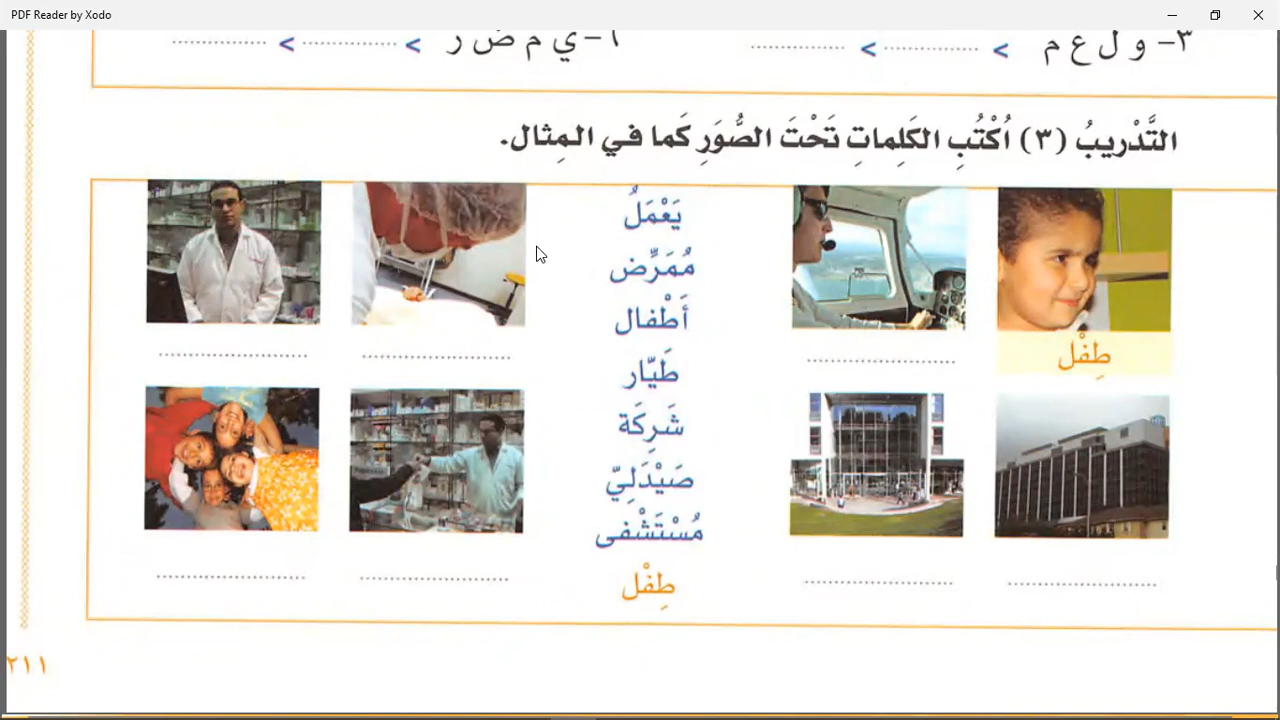 PDF Reader by Xodo
٣- و ل ع م > .................. > ..................
١- ي م ض ر > .................. > ..................
التَّدْريبُ (٣) اُكْتُبِ الكَلِماتِ تَحْتَ الصُّوَرِ كَما في المِثال.
يَعْمَلُ
مُمَرِّض
أَطْفال
طَيّار
شَرِكَة
صَيْدَلِيّ
مُسْتَشْفى
طِفْل
طِفْل
٢١١